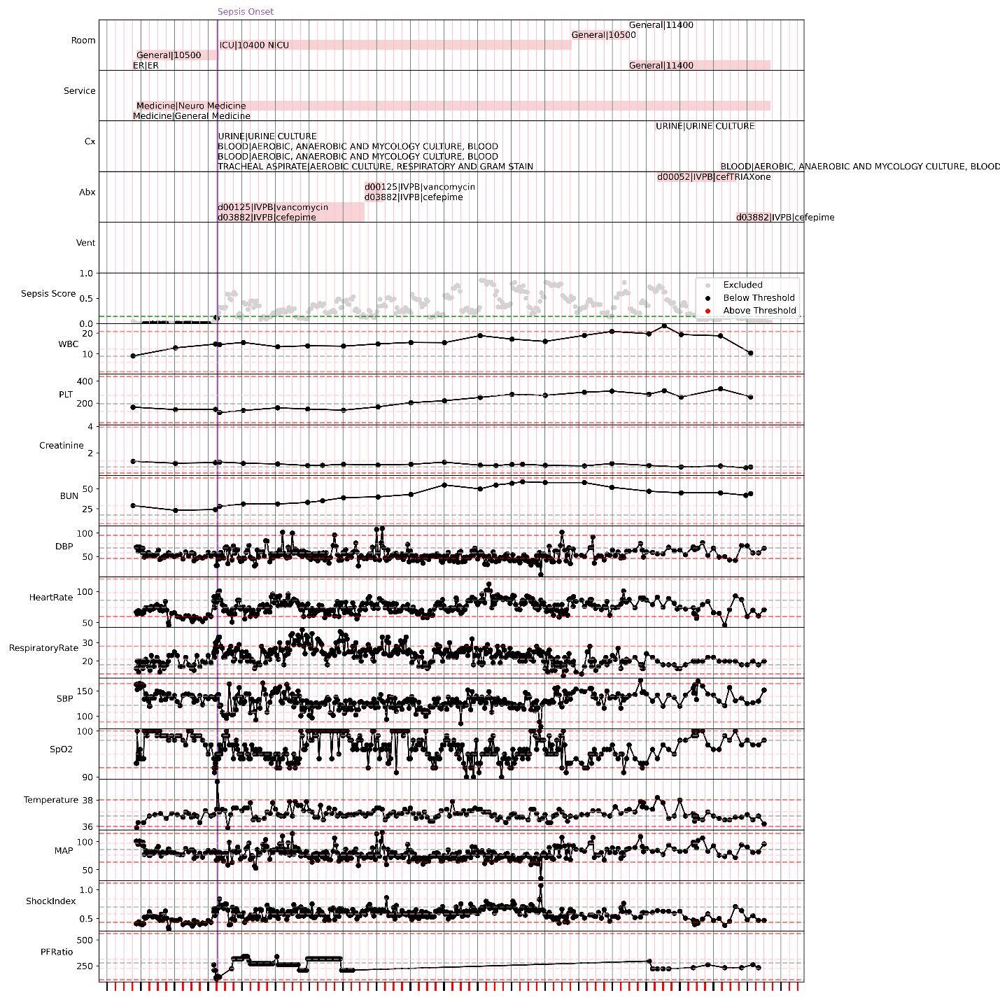 Sepsis Onset
Room
General|11400
General|10500
ICU|10400 NICU
General|10500
ER|ER
General|11400
Service
Medicine|Neuro Medicine
Medicine|General Medicine
Cx
URINE|URINE CULTURE
URINE|URINE CULTURE
BLOOD|AEROBIC, ANAEROBIC AND MYCOLOGY CULTURE, BLOOD
BLOOD|AEROBIC, ANAEROBIC AND MYCOLOGY CULTURE, BLOOD
TRACHEAL ASPIRATE|AEROBIC CULTURE, RESPIRATORY AND GRAM STAIN
BLOOD|AEROBIC, ANAEROBIC AND MYCOLOGY CULTURE, BLOOD
Abx
d00052|IVPB|cefTRIAXone
d00125|IVPB|vancomycin
d03882|IVPB|cefepime
d00125|IVPB|vancomycin
d03882|IVPB|cefepime
d03882|IVPB|cefepime
Vent
Sepsis Score
1.0
0.5
0.0
Excluded
Below Threshold
Above Threshold
WBC
20
10
PLT
400
200
Creatinine
4
2
BUN
50
25
DBP
100
50
HeartRate
100
50
RespiratoryRate
30
20
SBP
150
100
SpO2
100
90
Temperature
38
36
MAP
100
50
ShockIndex
1.0
0.5
PFRatio
500
250